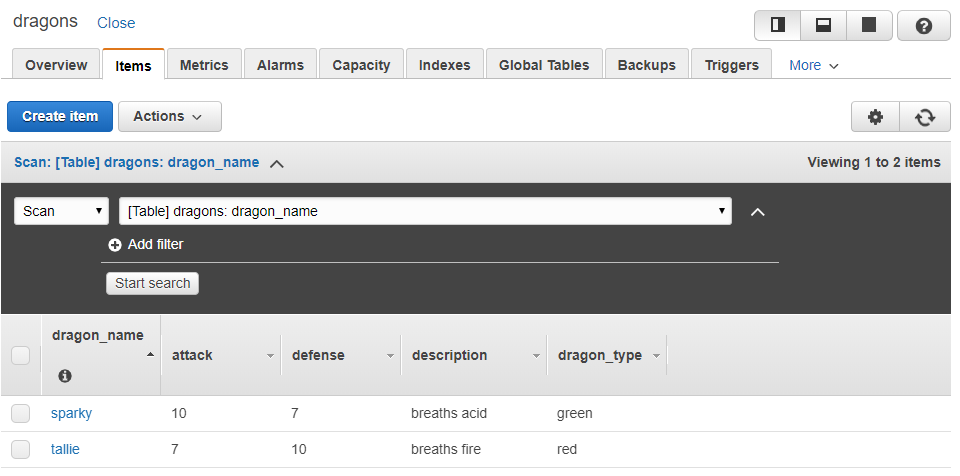 dragons Close
Overview Items Metrics Alarms Capacity Indexes Global Tables Backups Triggers More
Create item Actions
Scan: [Table] dragons: dragon_name Viewing 1 to 2 items
Scan [Table] dragons: dragon_name
Add filter
Start search
dragon_name attack defense description dragon_type
sparky 10 7 breaths acid green
tallie 7 10 breaths fire red